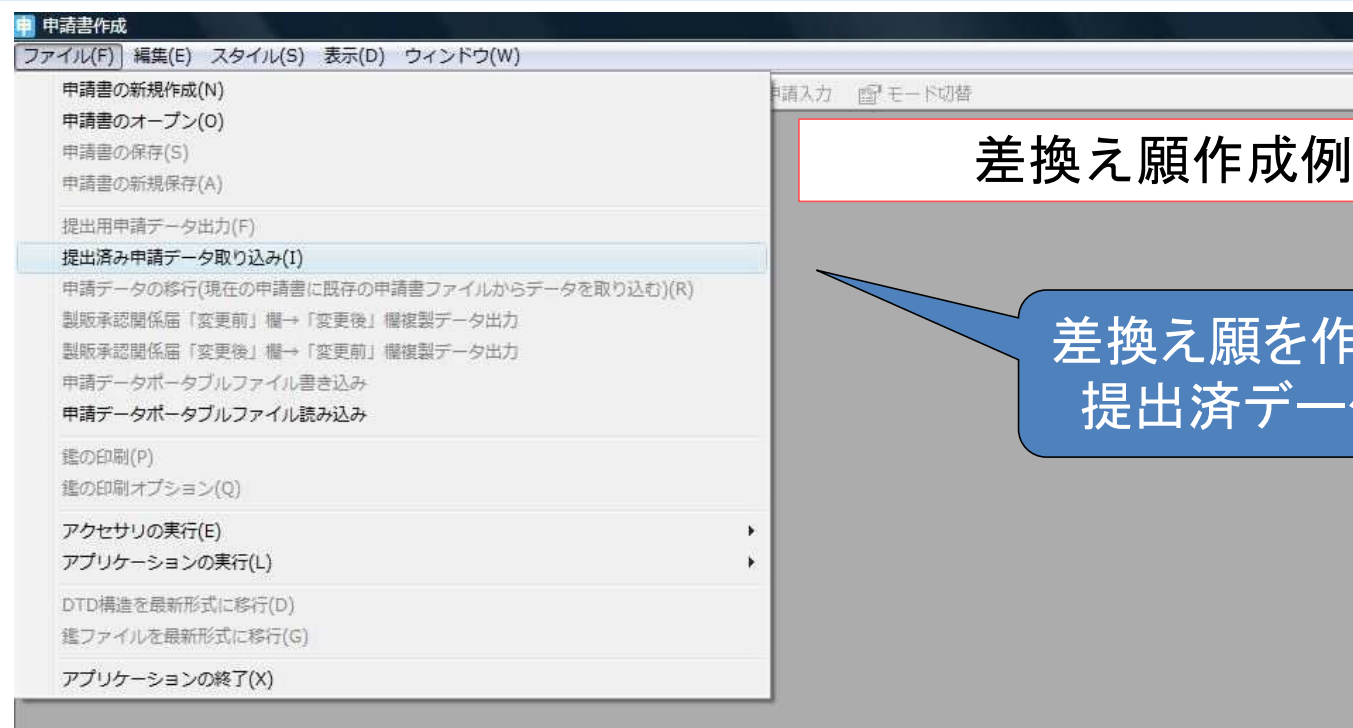 申 申請書作成
ファイル(F) 編集(E) スタイル(S) 表示(D) ウィンドウ(W)
申請書の新規作成(N)
申請書のオープン(O)
申請書の保存(S)
申請書の新規保存(A)
提出用申請データ出力(F)
提出済み申請データ取り込み(I)
申請データの移行(現在の申請書に既存の申請書ファイルからデータを取り込む)(R)
製販承認関係届「変更前」欄→「変更後」欄複製データ出力
製販承認関係届「変更後」欄→「変更前」欄複製データ出力
申請データポータブルファイル書き込み
申請データポータブルファイル読み込み
鑑の印刷(P)
鑑の印刷オプション(Q)
アクセサリの実行(E)
アプリケーションの実行(L)
DTD構造を最新形式に移行(D)
鑑ファイルを最新形式に移行(G)
アプリケーションの終了(X)
請入力 モード切替
差換え願作成例
差換え願を作
提出済デー